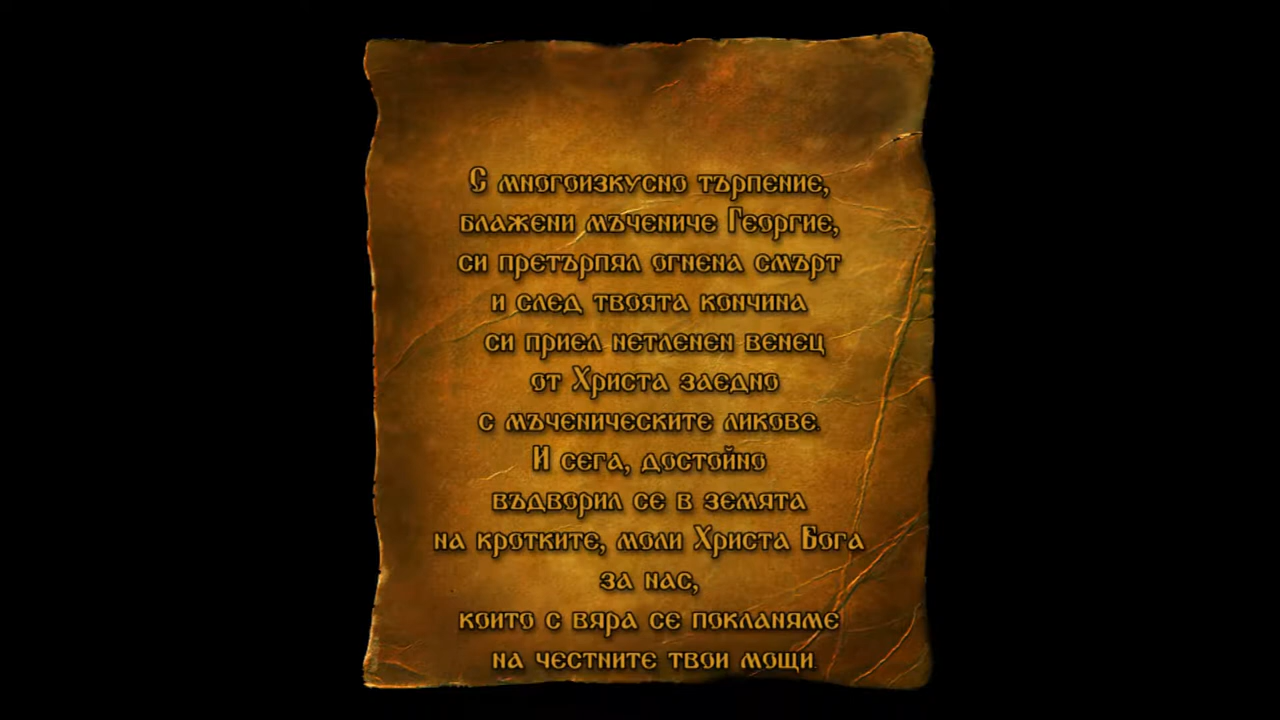 С многоизкусно търпение,
блажени мъчениче Георгие,
си претърпял огнена смърт
и след твоята кончина
си приел нетленен венец
от Христа заедно
с мъченическите ликове.
И сега, достойно
въдворил се в земята
на кротките, моли Христа Бога
за нас,
които с вяра се покланяме
на честните твои мощи.